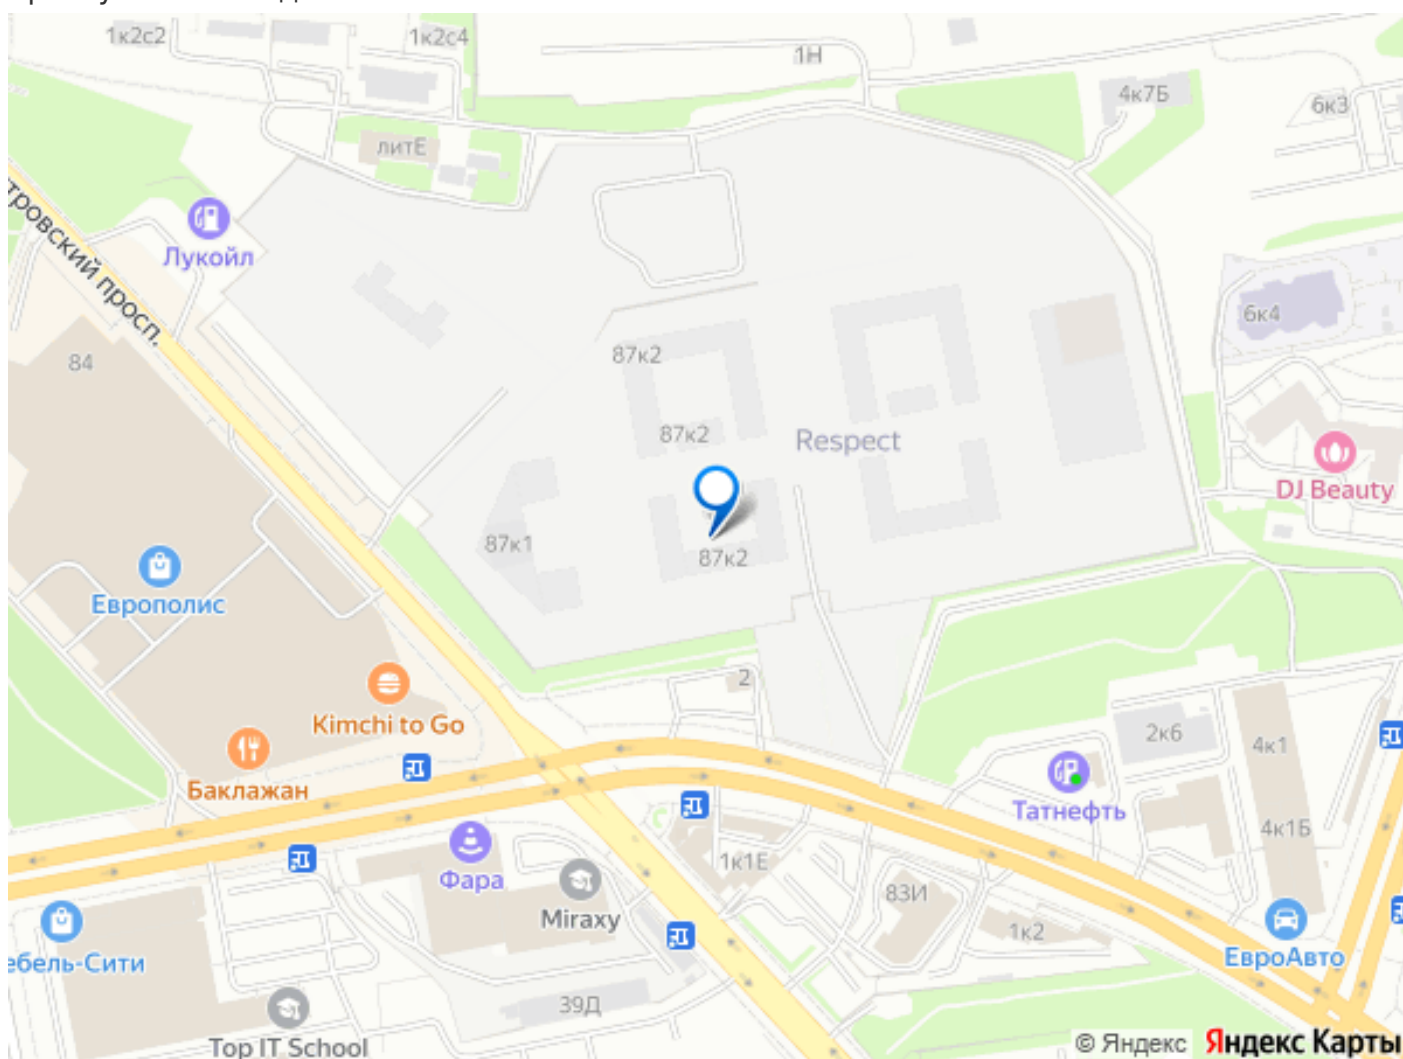 1к2с2
1к2с4
1Н
4к7Б
6к3
литЕ
тровский просп.
Лукойл
6к4
87к2
84
87к2
Respect
DJ Beauty
87к1
87к2
Европолис
2
Kimchi to Go
2к6
4к1
Баклажан
Татнефть
4к1Б
1к1Е
Фара
83И
Miraxy
1к2
ЕвроАвто
ебель-Сити
39Д
Top IT School
© Яндекс Яндекс Карты